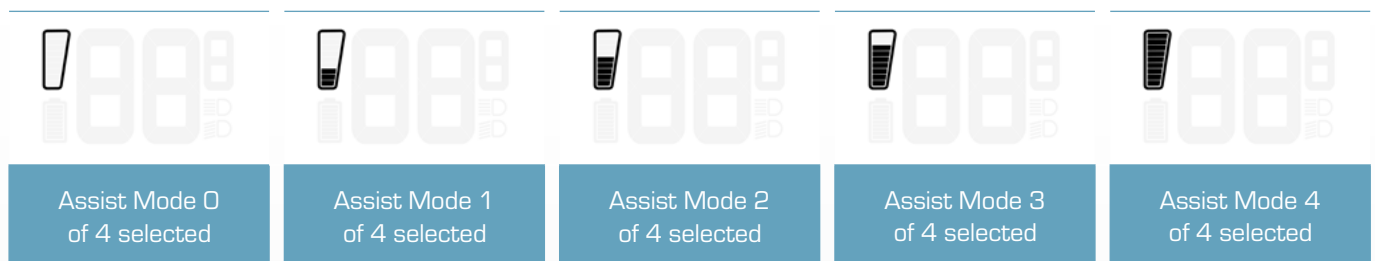 Assist Mode 0
of 4 selected
Assist Mode 1
of 4 selected
Assist Mode 2
of 4 selected
Assist Mode 3
of 4 selected
Assist Mode 4
of 4 selected